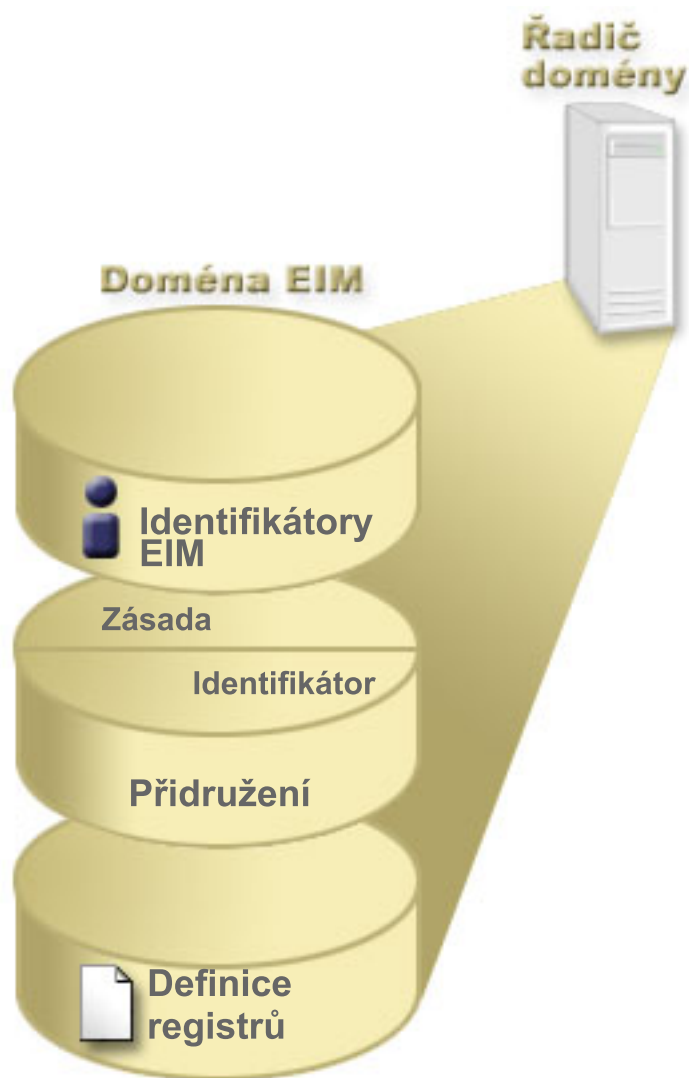 Řadič
domény
Doména EIM
Identifikátory
EIM
Zásada
Identifikátor
Přidružení
Definice
registrů